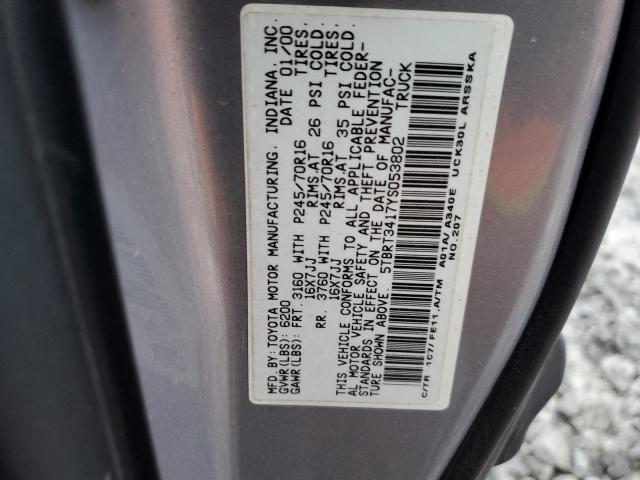 MFD. BY: TOYOTA MOTOR MANUFACTURING, INDIANA, INC.
GVWR(LBS): 6200 DATE 01/00
GAWR(LBS): FRT. 3160 WITH P245/70R16 TIRES,
16X7JJ RIMS.AT 26 PSI COLD.
RR. 3760 WITH P245/70R16 TIRES,
16X7JJ RIMS.AT 35 PSI COLD.
THIS VEHICLE CONFORMS TO ALL APPLICABLE FEDER-
AL MOTOR VEHICLE SAFETY AND THEFT PREVENTION
STANDARDS IN EFFECT ON THE DATE OF MANUFAC-
TURE SHOWN ABOVE. 5TBRT3417YS053802 TRUCK
C/TR 1C7/FE11.A/TM A01A/A340E UCK30L ARSSKA
NO.207